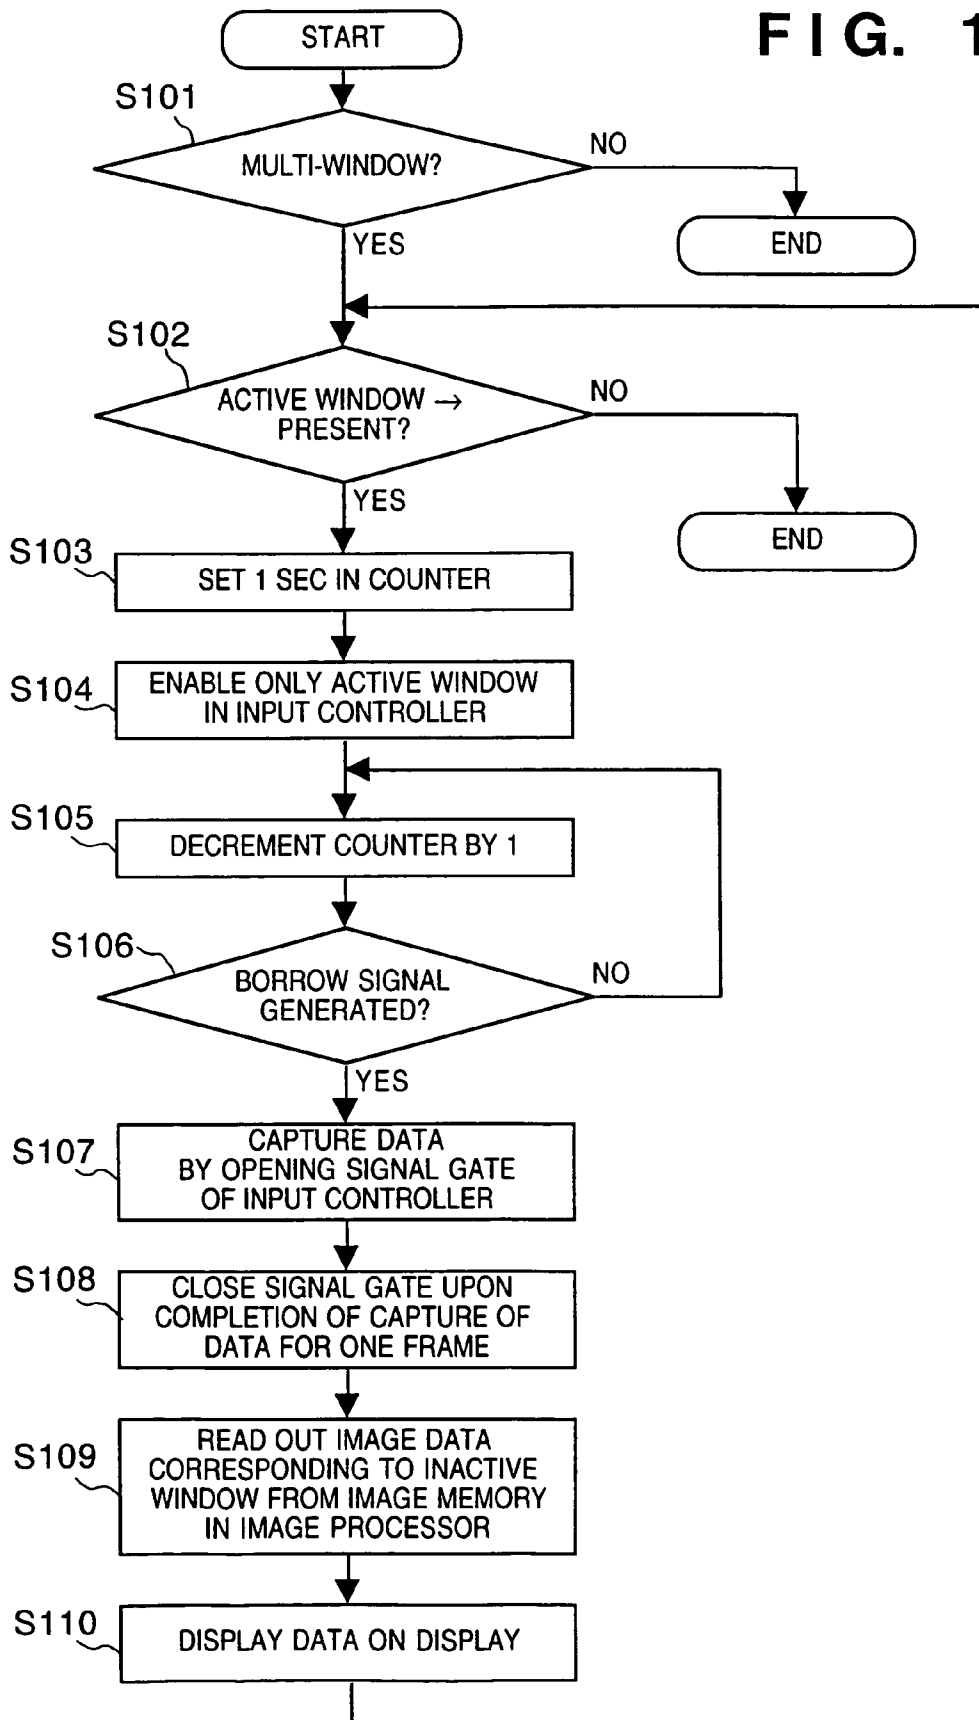 FIG. 1
START
S101
MULTI-WINDOW?
NO
END
YES
S102
ACTIVE WINDOW →
PRESENT?
NO
END
YES
S103
SET 1 SEC IN COUNTER
S104
ENABLE ONLY ACTIVE WINDOW
IN INPUT CONTROLLER
S105
DECREMENT COUNTER BY 1
S106
BORROW SIGNAL
GENERATED?
NO
YES
S107
CAPTURE DATA
BY OPENING SIGNAL GATE
OF INPUT CONTROLLER
S108
CLOSE SIGNAL GATE UPON
COMPLETION OF CAPTURE OF
DATA FOR ONE FRAME
S109
READ OUT IMAGE DATA
CORRESPONDING TO INACTIVE
WINDOW FROM IMAGE MEMORY
IN IMAGE PROCESSOR
S110
DISPLAY DATA ON DISPLAY